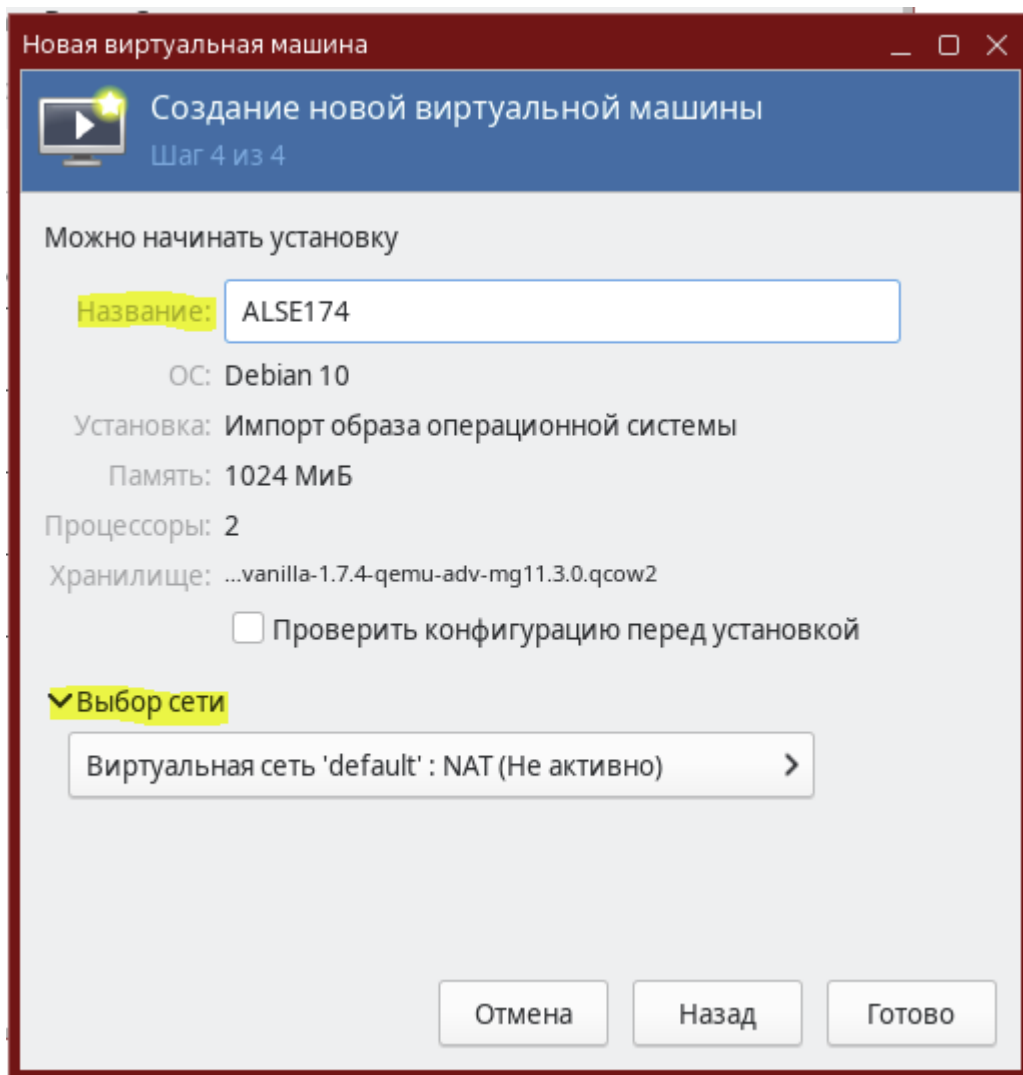 Новая виртуальная машина
Создание новой виртуальной машины
Шаг 4 из 4
Можно начинать установку
Название: ALSE174
ОС: Debian 10
Установка: Импорт образа операционной системы
Память: 1024 МиБ
Процессоры: 2
Хранилище: ...vanilla-1.7.4-qemu-adv-mg11.3.0.qcow2
Проверить конфигурацию перед установкой
Выбор сети
Виртуальная сеть 'default' : NAT (Не активно)
Отмена Назад Готово